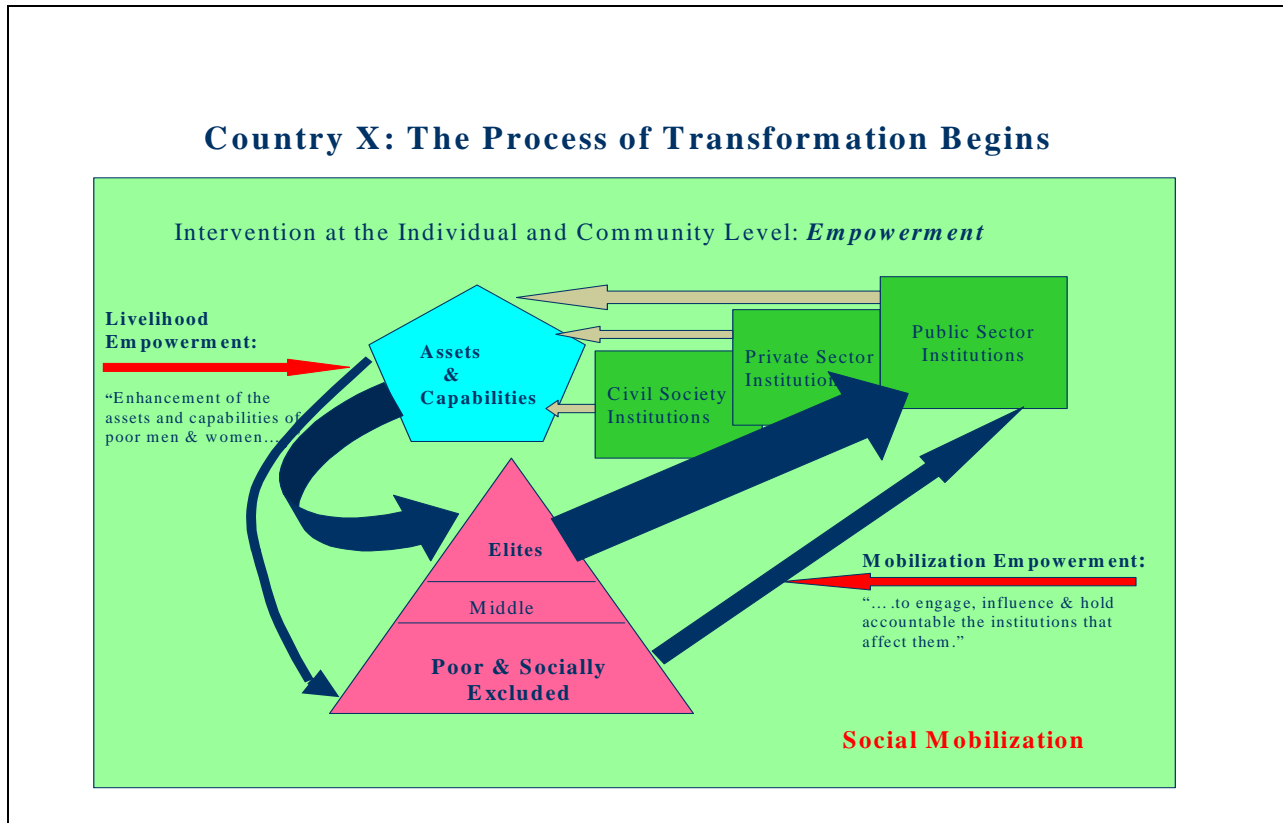 Country X: The Process of Transformation Begins
Intervention at the Individual and Community Level: Empowerment
Livelihood
Empowerment:
“Enhancement of the
assets and capabilities of
poor men & women…
Assets
&
Capabilities
Civil Society
Institutions
Private Sector
Institutions
Public Sector
Institutions
Elites
Middle
Poor & Socially
Excluded
Mobilization Empowerment:
“….to engage, influence & hold
accountable the institutions that
affect them.”
Social Mobilization